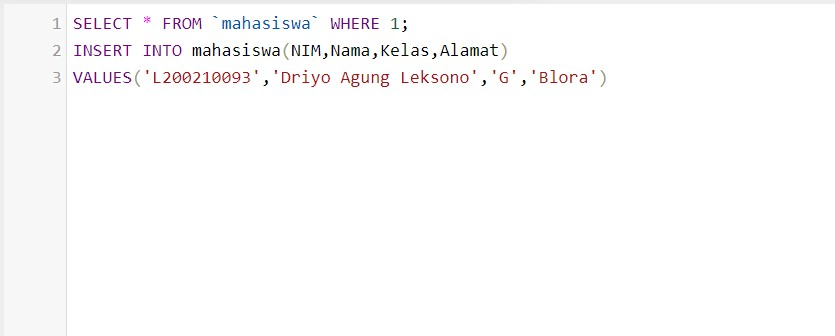 1 SELECT * FROM `mahasiswa` WHERE 1;
2 INSERT INTO mahasiswa(NIM,Nama,Kelas,Alamat)
3 VALUES('L200210093','Driyo Agung Leksono','G','Blora')